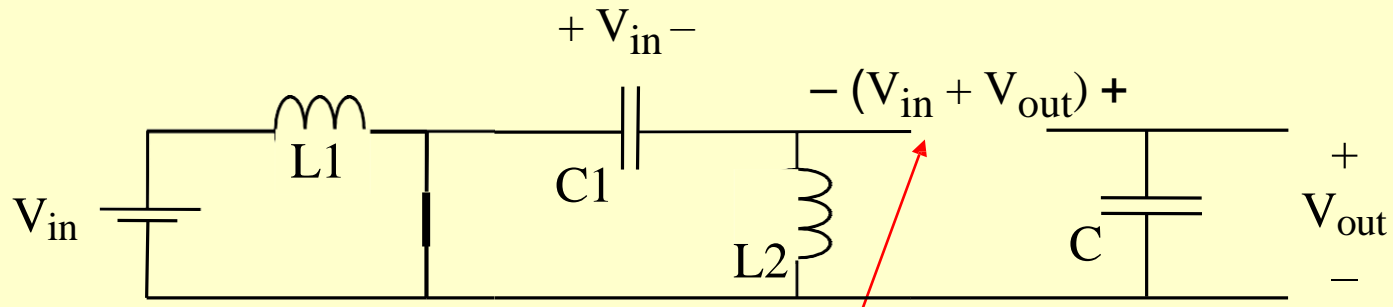 + Vin –
– (Vin + Vout) +
L1
C1
Vin
L2
C
+
Vout
–